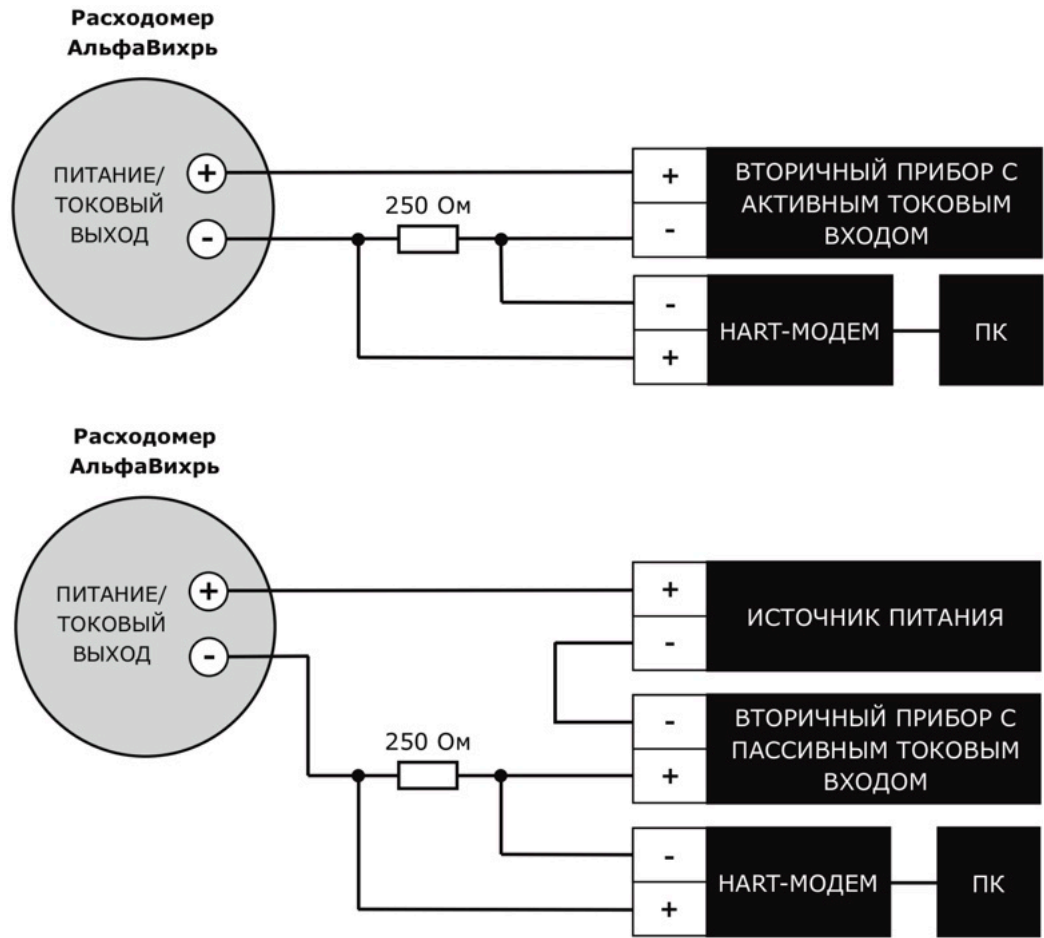 Расходомер
АльфаВихрь
ПИТАНИЕ/
ТОКОВЫЙ
ВЫХОД
+
-
250 Ом
+
-
ВТОРИЧНЫЙ ПРИБОР С
АКТИВНЫМ ТОКОВЫМ
ВХОДОМ
-
+
HART-МОДЕМ
ПК
Расходомер
АльфаВихрь
ПИТАНИЕ/
ТОКОВЫЙ
ВЫХОД
+
-
250 Ом
+
-
ИСТОЧНИК ПИТАНИЯ
-
+
ВТОРИЧНЫЙ ПРИБОР С
ПАССИВНЫМ ТОКОВЫМ
ВХОДОМ
-
+
HART-МОДЕМ
ПК